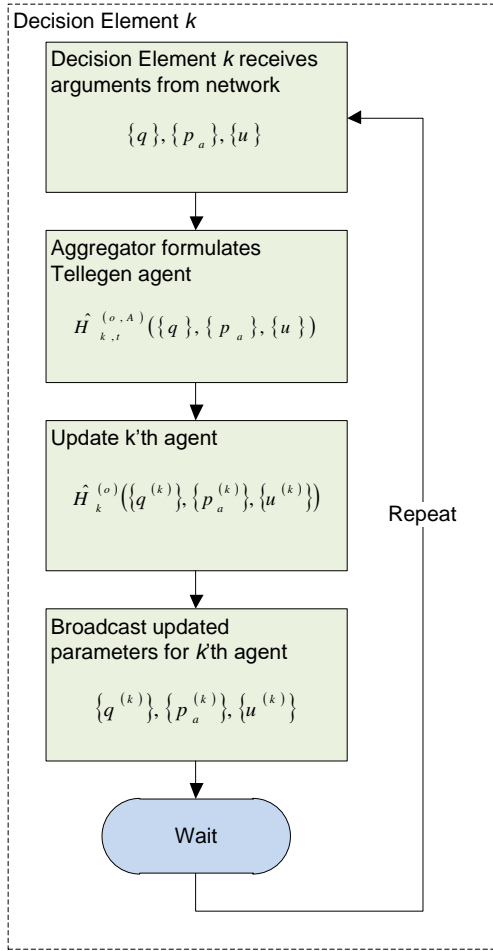 Decision Element k
Decision Element k receives
arguments from network
{q}, {p_a}, {u}
Aggregator formulates
Tellegen agent
Ĥ_{k,t}^{(o,A)}({q}, {p_a}, {u})
Update k'th agent
Ĥ_k^{(o)}({q^{(k)}}, {p_a^{(k)}}, {u^{(k)}})
Repeat
Broadcast updated
parameters for k'th agent
{q^{(k)}}, {p_a^{(k)}}, {u^{(k)}}
Wait